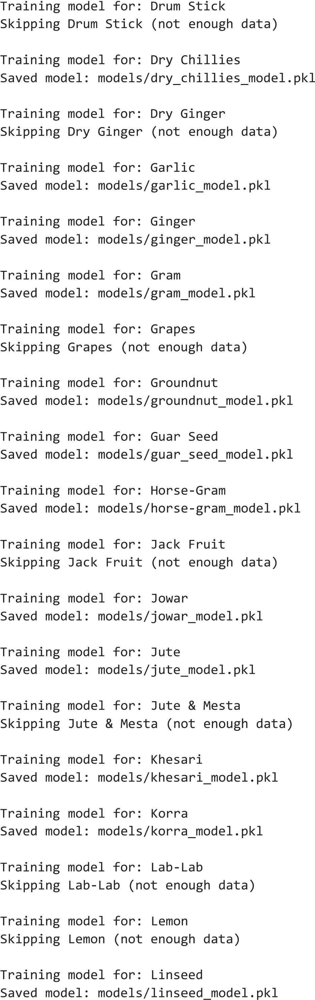 Training model for: Drum Stick
Skipping Drum Stick (not enough data)

Training model for: Dry Chillies
Saved model: models/dry_chillies_model.pkl

Training model for: Dry Ginger
Skipping Dry Ginger (not enough data)

Training model for: Garlic
Saved model: models/garlic_model.pkl

Training model for: Ginger
Saved model: models/ginger_model.pkl

Training model for: Gram
Saved model: models/gram_model.pkl

Training model for: Grapes
Skipping Grapes (not enough data)

Training model for: Groundnut
Saved model: models/groundnut_model.pkl

Training model for: Guar Seed
Saved model: models/guar_seed_model.pkl

Training model for: Horse-Gram
Saved model: models/horse-gram_model.pkl

Training model for: Jack Fruit
Skipping Jack Fruit (not enough data)

Training model for: Jowar
Saved model: models/jowar_model.pkl

Training model for: Jute
Saved model: models/jute_model.pkl

Training model for: Jute & Mesta
Skipping Jute & Mesta (not enough data)

Training model for: Khesari
Saved model: models/khesari_model.pkl

Training model for: Korra
Saved model: models/korra_model.pkl

Training model for: Lab-Lab
Skipping Lab-Lab (not enough data)

Training model for: Lemon
Skipping Lemon (not enough data)

Training model for: Linseed
Saved model: models/linseed_model.pkl